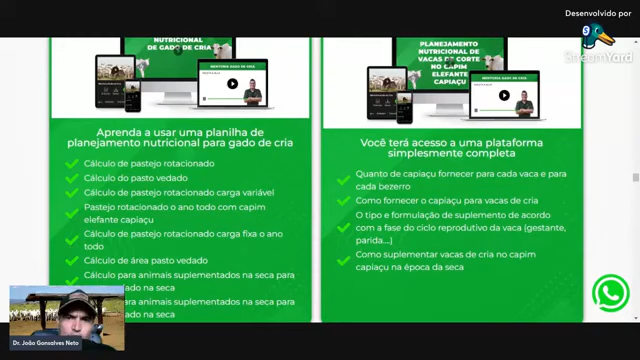 Desenvolvido por
StreamYard
NUTRICIONAL
DE GADO DE CRIA
MENTORIA GADO DE CRIA
Aprenda a usar uma planilha de
planejamento nutricional para gado de cria
Cálculo de pastejo rotacionado
Cálculo do pasto vedado
Cálculo de pastejo rotacionado carga variável
Pastejo rotacionado o ano todo com capim
elefante capiaçu
Cálculo de pastejo rotacionado carga fixa o ano
todo
Cálculo de área pasto vedado
Cálculo para animais suplementados na seca para
ado na seca
para animais suplementados na seca para
ado na seca
PLANEJAMENTO
NUTRICIONAL DE
VACAS DE CORTE
NO CAPIM
ELEFANTE
CAPIAÇU
MENTORIA GADO DE CRIA
Você terá acesso a uma plataforma
simplesmente completa
Quanto de capiaçu fornecer para cada vaca e para
cada bezerro
Como fornecer o capiaçu para vacas de cria
O tipo e formulação de suplemento de acordo
com a fase do ciclo reprodutivo da vaca (gestante,
parida...)
Como suplementar vacas de cria no capim
capiaçu na época da seca
Dr. João Gonsalves Neto